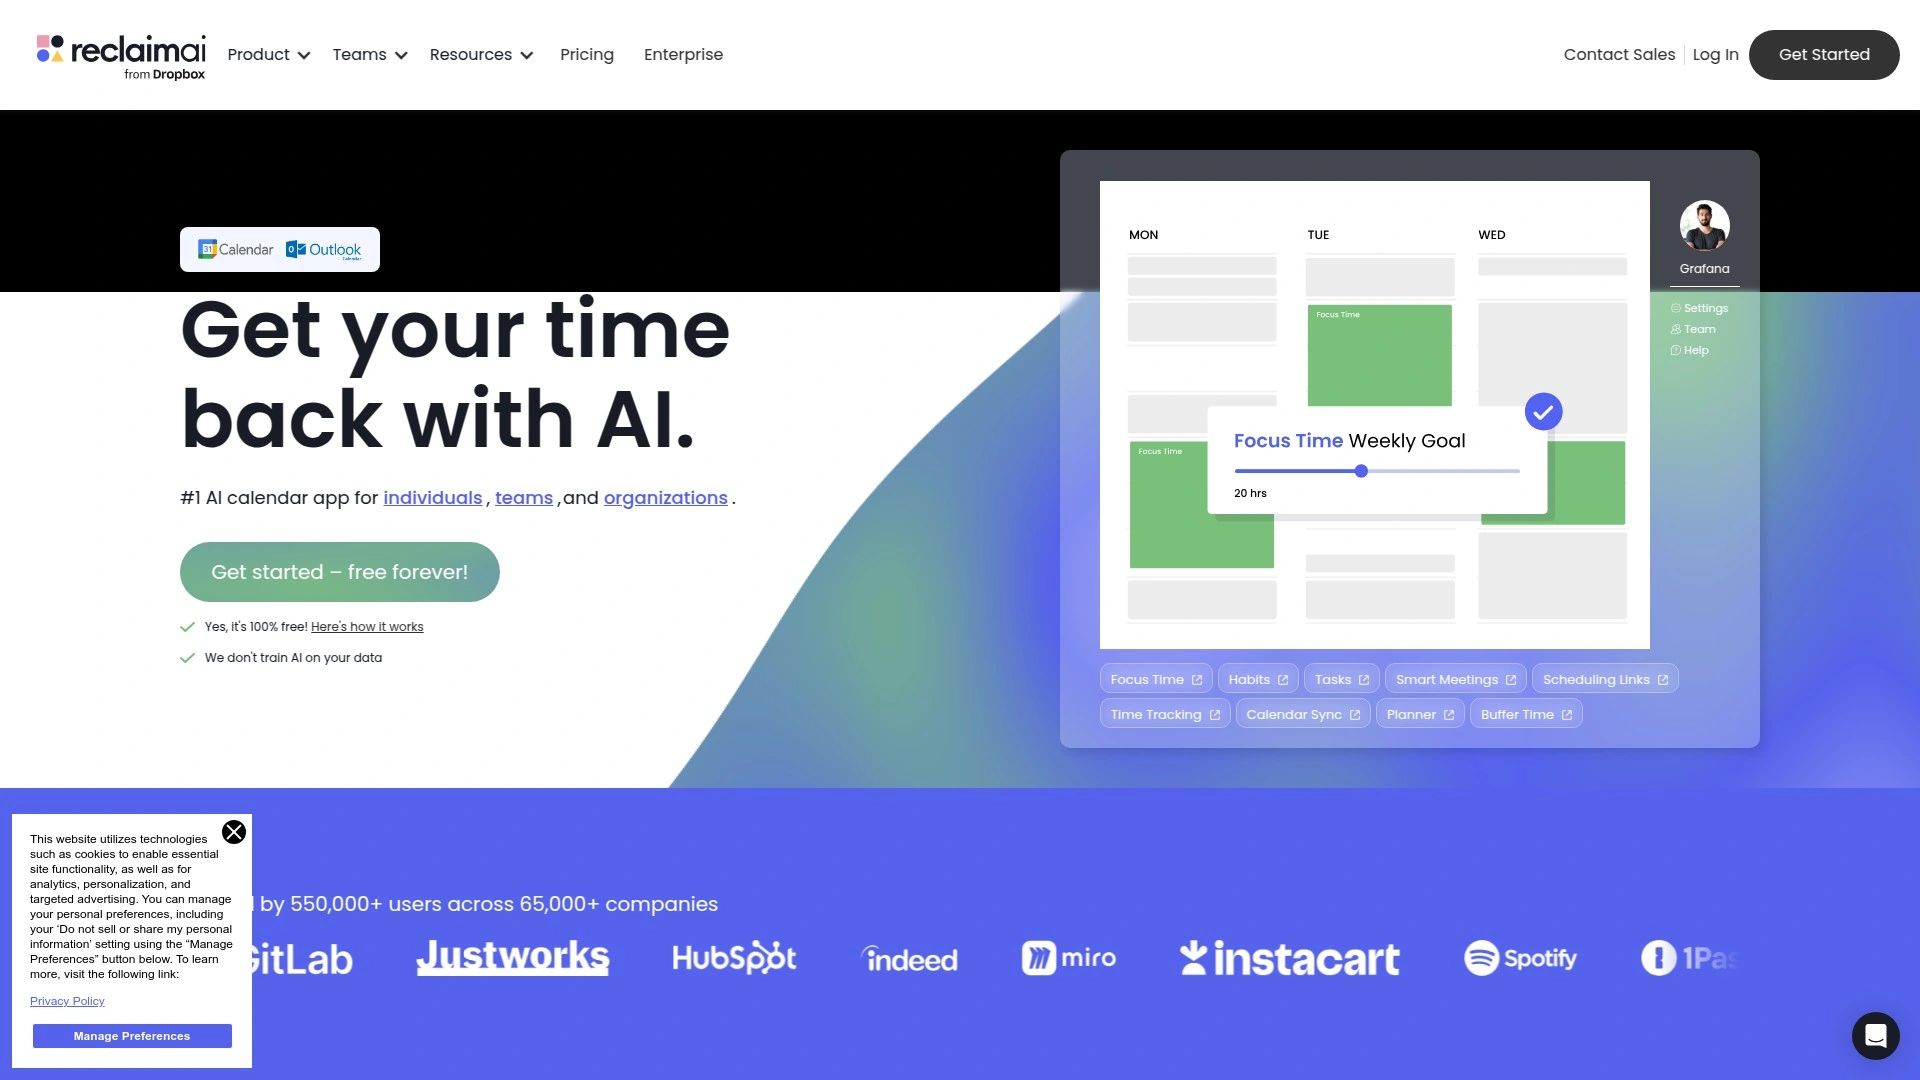 reclaimai
from Dropbox
Product
Teams
Resources
Pricing
Enterprise
Contact Sales
Log In
Get Started
31 Calendar
Outlook
Calendar
Get your time
back with AI.
#1 AI calendar app for individuals, teams, and organizations.
Get started – free forever!
Yes, it's 100% free! Here's how it works
We don't train AI on your data
MON
TUE
WED
Focus Time
Focus Time
Focus Time Weekly Goal
20 hrs
Grafana
Settings
Team
Help
Focus Time
Habits
Tasks
Smart Meetings
Scheduling Links
Time Tracking
Calendar Sync
Planner
Buffer Time
by 550,000+ users across 65,000+ companies
GitLab
Justworks
HubSpot
indeed
miro
instacart
Spotify
1Pas
This website utilizes technologies
such as cookies to enable essential
site functionality, as well as for
analytics, personalization, and
targeted advertising. You can manage
your personal preferences, including
your ‘Do not sell or share my personal
information’ setting using the “Manage
Preferences” button below. To learn
more, visit the following link:
Privacy Policy
Manage Preferences